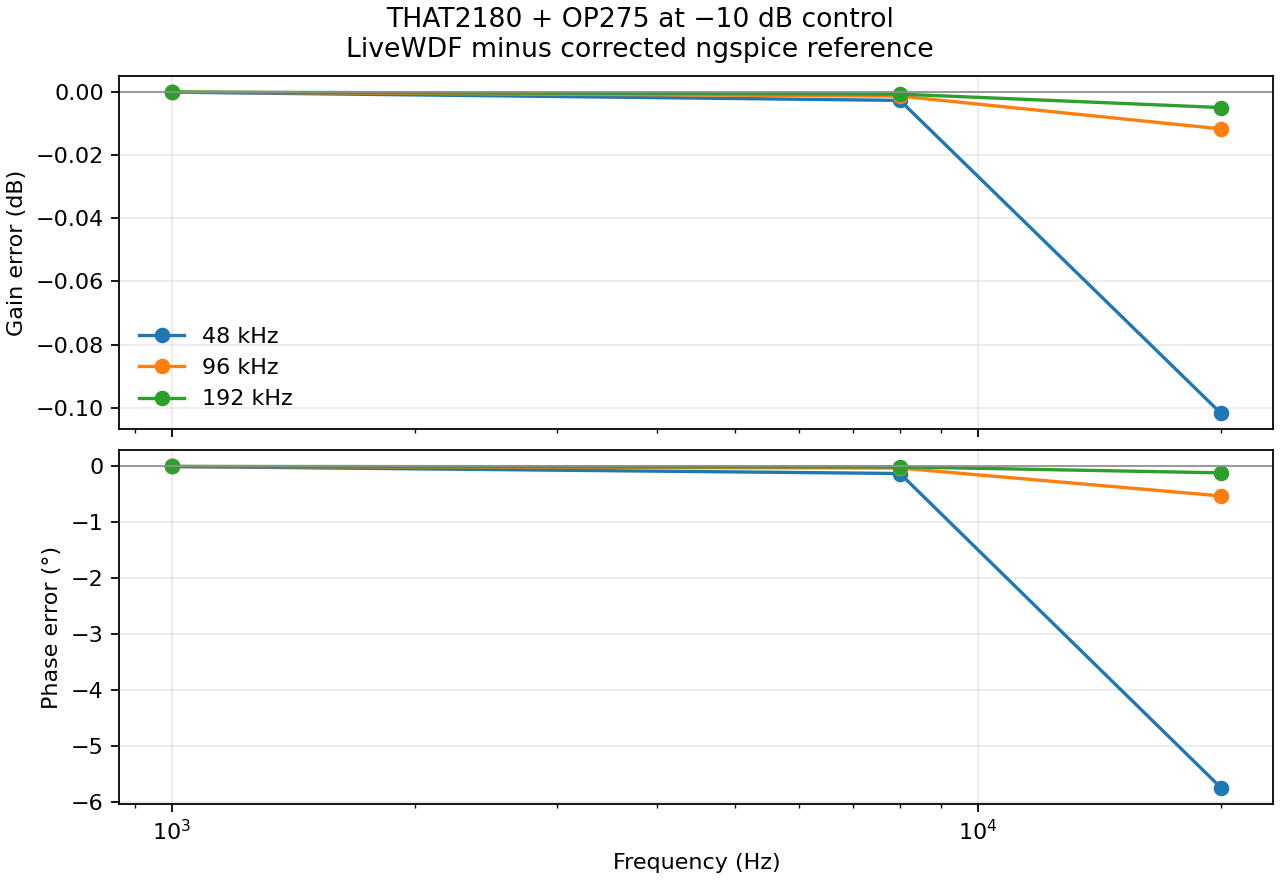 THAT2180 + OP275 at −10 dB control
LiveWDF minus corrected ngspice reference
Gain error (dB)
0.00
−0.02
−0.04
−0.06
−0.08
−0.10
48 kHz
96 kHz
192 kHz
Phase error (°)
0
−1
−2
−3
−4
−5
−6
10³
10⁴
Frequency (Hz)